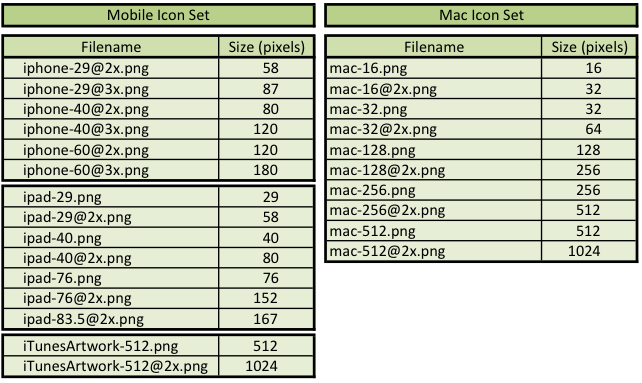 Mobile Icon Set
Filename Size (pixels)
iphone-29@2x.png 58
iphone-29@3x.png 87
iphone-40@2x.png 80
iphone-40@3x.png 120
iphone-60@2x.png 120
iphone-60@3x.png 180
ipad-29.png 29
ipad-29@2x.png 58
ipad-40.png 40
ipad-40@2x.png 80
ipad-76.png 76
ipad-76@2x.png 152
ipad-83.5@2x.png 167
iTunesArtwork-512.png 512
iTunesArtwork-512@2x.png 1024
Mac Icon Set
Filename Size (pixels)
mac-16.png 16
mac-16@2x.png 32
mac-32.png 32
mac-32@2x.png 64
mac-128.png 128
mac-128@2x.png 256
mac-256.png 256
mac-256@2x.png 512
mac-512.png 512
mac-512@2x.png 1024